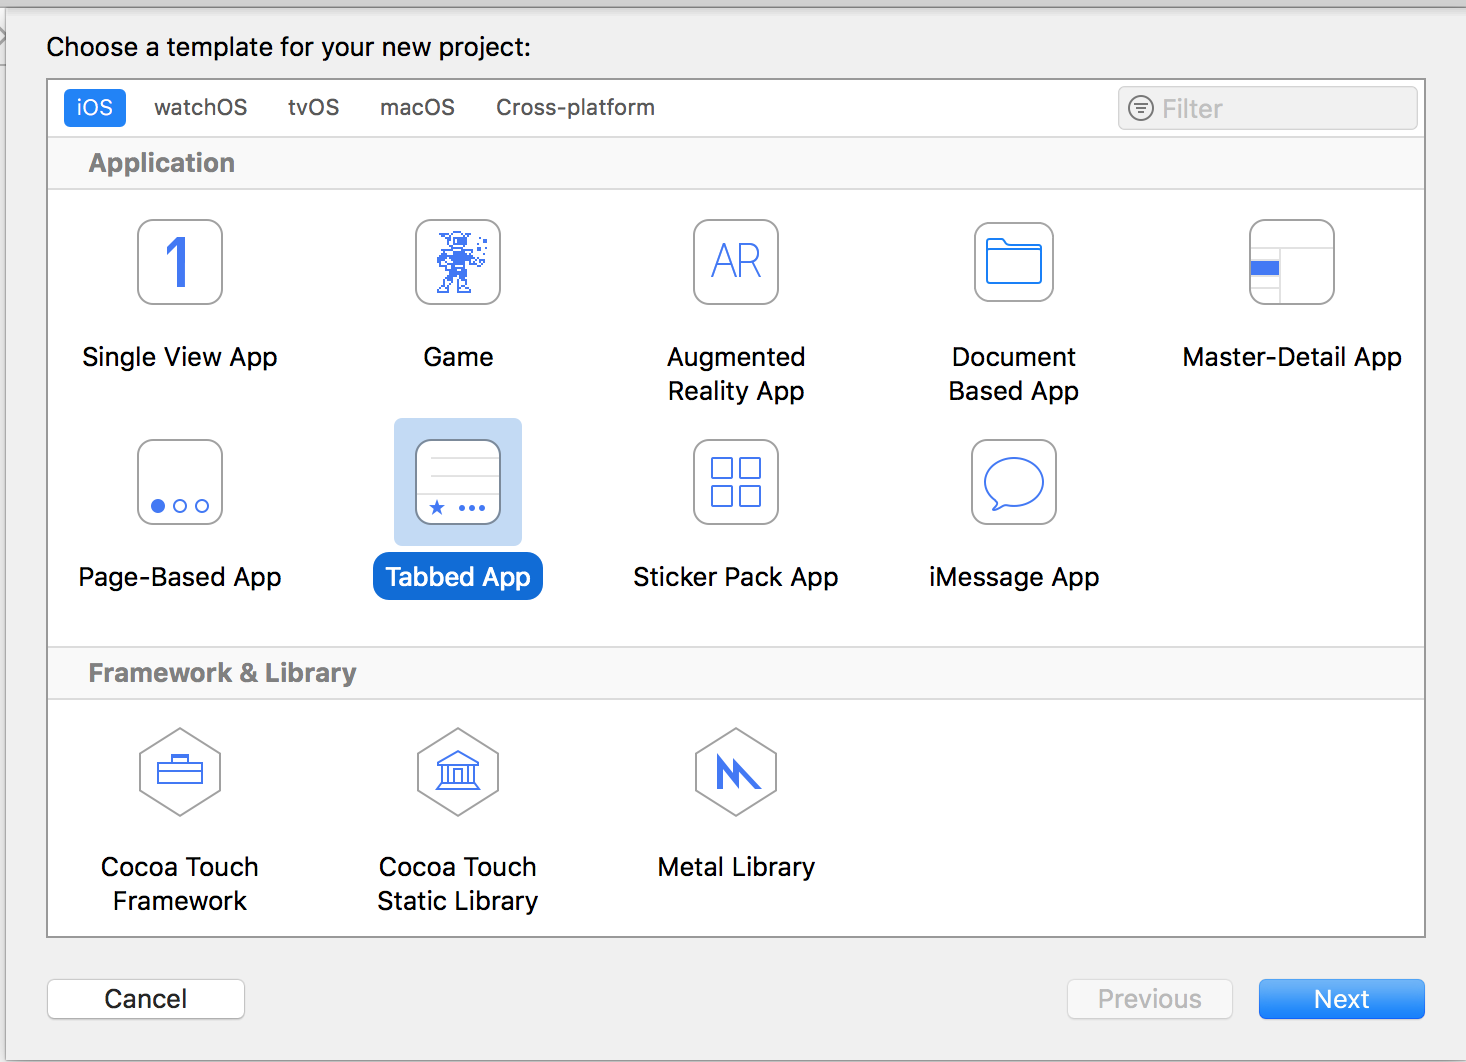 Choose a template for your new project:
iOS watchOS tvOS macOS Cross-platform Filter
Application
1 AR
Single View App Game Augmented Document Master-Detail App
Reality App Based App
Page-Based App Tabbed App Sticker Pack App iMessage App
Framework & Library
Cocoa Touch Cocoa Touch Metal Library
Framework Static Library
Cancel Previous Next